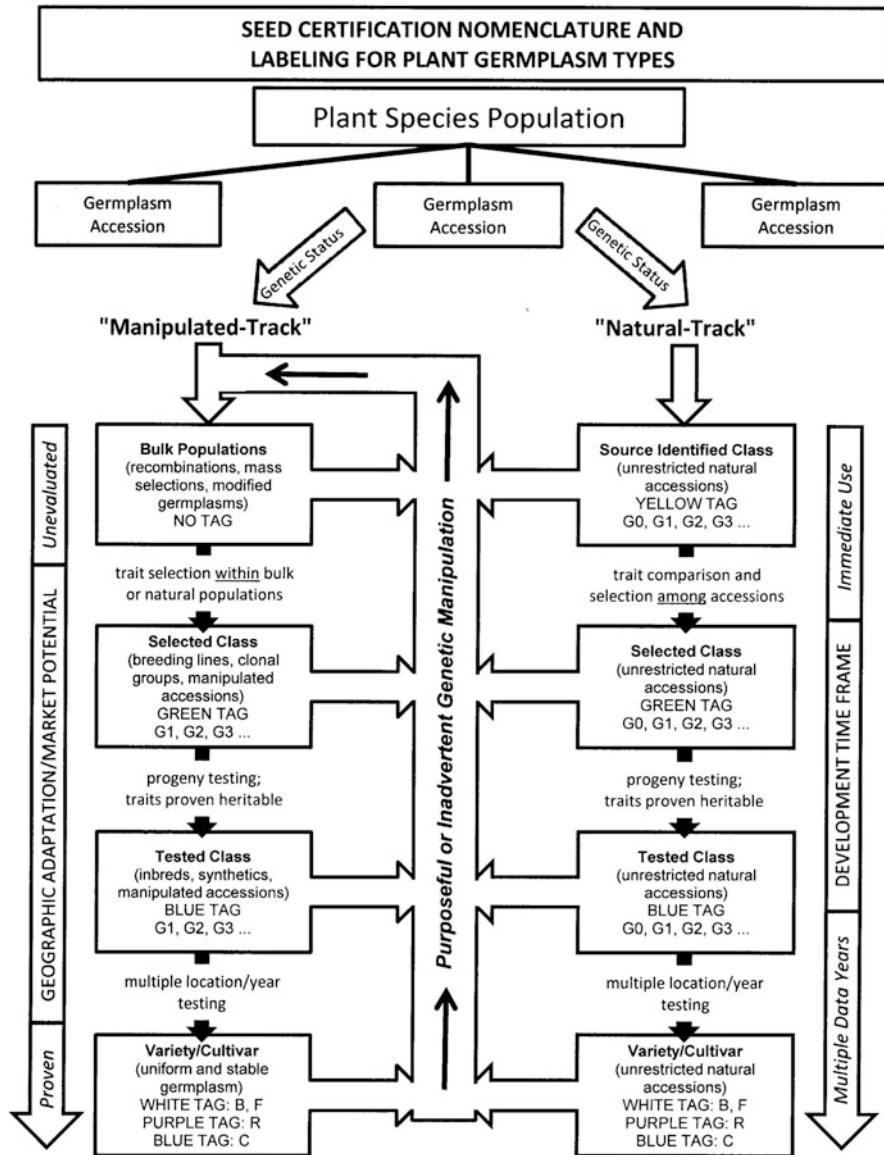 SEED CERTIFICATION NOMENCLATURE AND
LABELING FOR PLANT GERMPLASM TYPES
Plant Species Population
Germplasm
Accession
Germplasm
Accession
Germplasm
Accession
Genetic Status
Genetic Status
"Manipulated-Track"
"Natural-Track"
Unevaluated
GEOGRAPHIC ADAPTATION/MARKET POTENTIAL
Proven
Bulk Populations
(recombinations, mass
selections, modified
germplasms)
NO TAG
trait selection within bulk
or natural populations
Selected Class
(breeding lines, clonal
groups, manipulated
accessions)
GREEN TAG
G1, G2, G3 ...
progeny testing;
traits proven heritable
Tested Class
(inbreds, synthetics,
manipulated accessions)
BLUE TAG
G1, G2, G3 ...
multiple location/year
testing
Variety/Cultivar
(uniform and stable
germplasm)
WHITE TAG: B, F
PURPLE TAG: R
BLUE TAG: C
Purposeful or Inadvertent Genetic Manipulation
Source Identified Class
(unrestricted natural
accessions)
YELLOW TAG
G0, G1, G2, G3 ...
trait comparison and
selection among accessions
Selected Class
(unrestricted natural
accessions)
GREEN TAG
G0, G1, G2, G3 ...
progeny testing;
traits proven heritable
Tested Class
(unrestricted natural
accessions)
BLUE TAG
G0, G1, G2, G3 ...
multiple location/year
testing
Variety/Cultivar
(unrestricted natural
accessions)
WHITE TAG: B, F
PURPLE TAG: R
BLUE TAG: C
Immediate Use
DEVELOPMENT TIME FRAME
Multiple Data Years